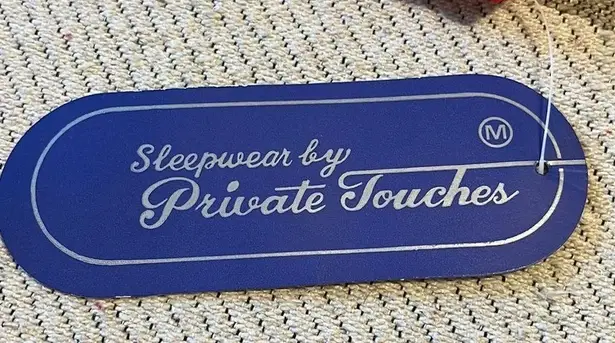 Ⓜ
Sleepwear by
Private Touches